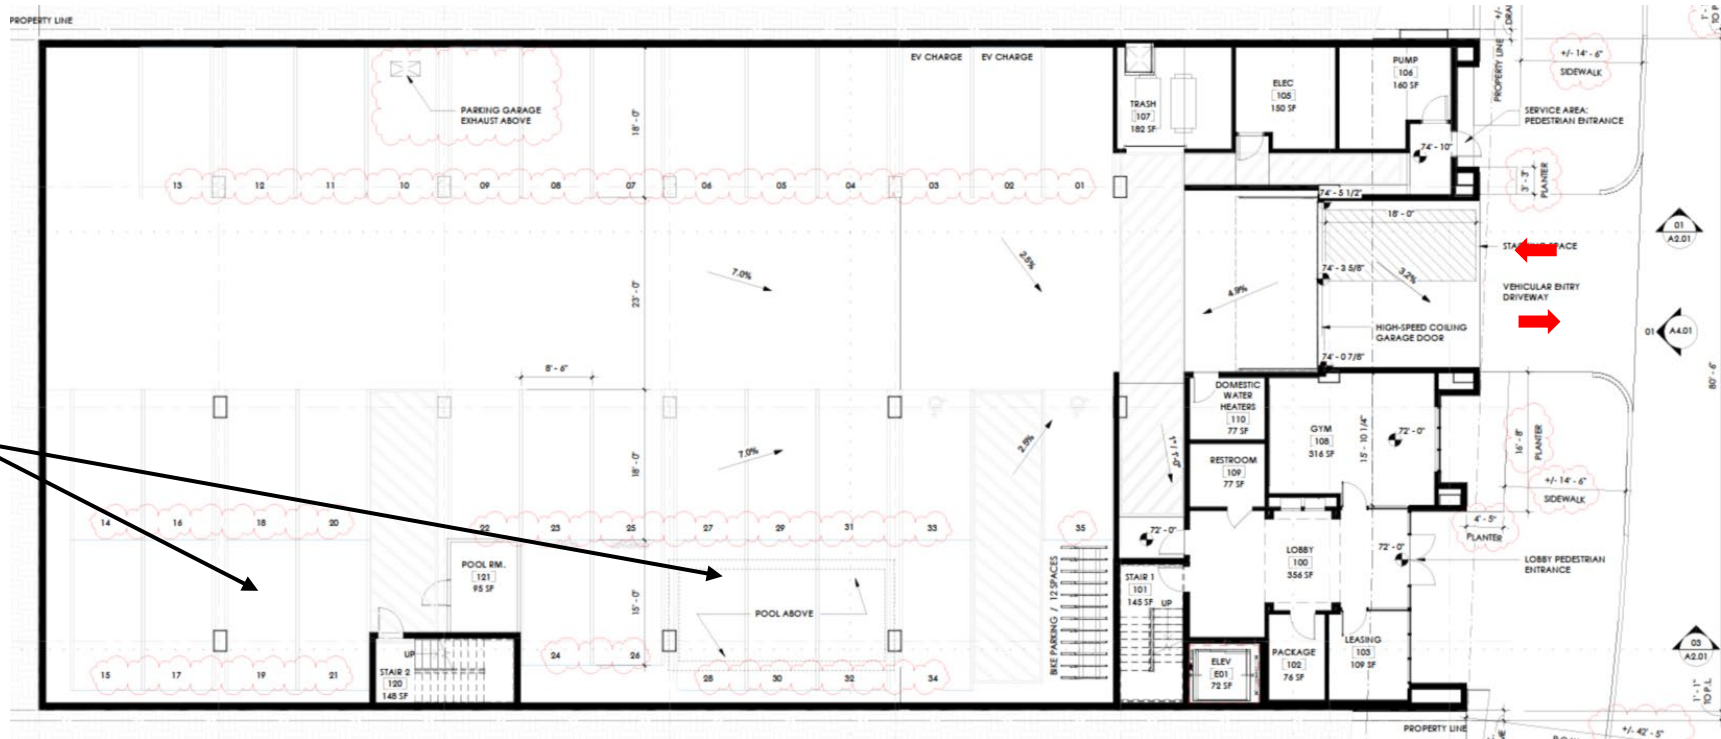 PROPERTY LINE
EV CHARGE
EV CHARGE
PARKING GARAGE
EXHAUST ABOVE
18' - 0"
TRASH
107
182 SF
ELEC
105
150 SF
PUMP
106
160 SF
PROPERTY LINE
+/- 14' - 6"
SIDEWALK
SERVICE AREA:
PEDESTRIAN ENTRANCE
74' - 10"
3' - 3"
PLANTER
13
12
11
10
09
08
07
06
05
04
03
02
01
74' - 5 1/2"
18' - 0"
01
A2.01
7.0%
2.5%
23' - 0"
4.9%
74' - 3 5/8"
3.2%
VEHICULAR ENTRY
DRIVEWAY
HIGH-SPEED COILING
GARAGE DOOR
01
A4.01
74' - 0 7/8"
8' - 6"
80' - 6"
DOMESTIC
WATER
HEATERS
110
77 SF
GYM
108
316 SF
15' - 10 1/4"
72' - 0"
16' - 8"
PLANTER
7.0%
2.5%
18' - 0"
1" / 1'-0"
RESTROOM
109
77 SF
+/- 14' - 6"
SIDEWALK
14
16
18
20
22
23
25
27
29
31
33
35
4' - 5"
PLANTER
72' - 0"
72' - 0"
LOBBY
100
356 SF
LOBBY PEDESTRIAN
ENTRANCE
POOL RM.
121
95 SF
15' - 0"
POOL ABOVE
BIKE PARKING / 12 SPACES
STAIR 1
101
145 SF
UP
UP
STAIR 2
120
148 SF
24
26
28
30
32
34
15
17
19
21
ELEV
E01
72 SF
PACKAGE
102
76 SF
LEASING
103
109 SF
03
A2.01
1' - 1"
TO P.L.
PROPERTY LINE
+/- 42' - 5"